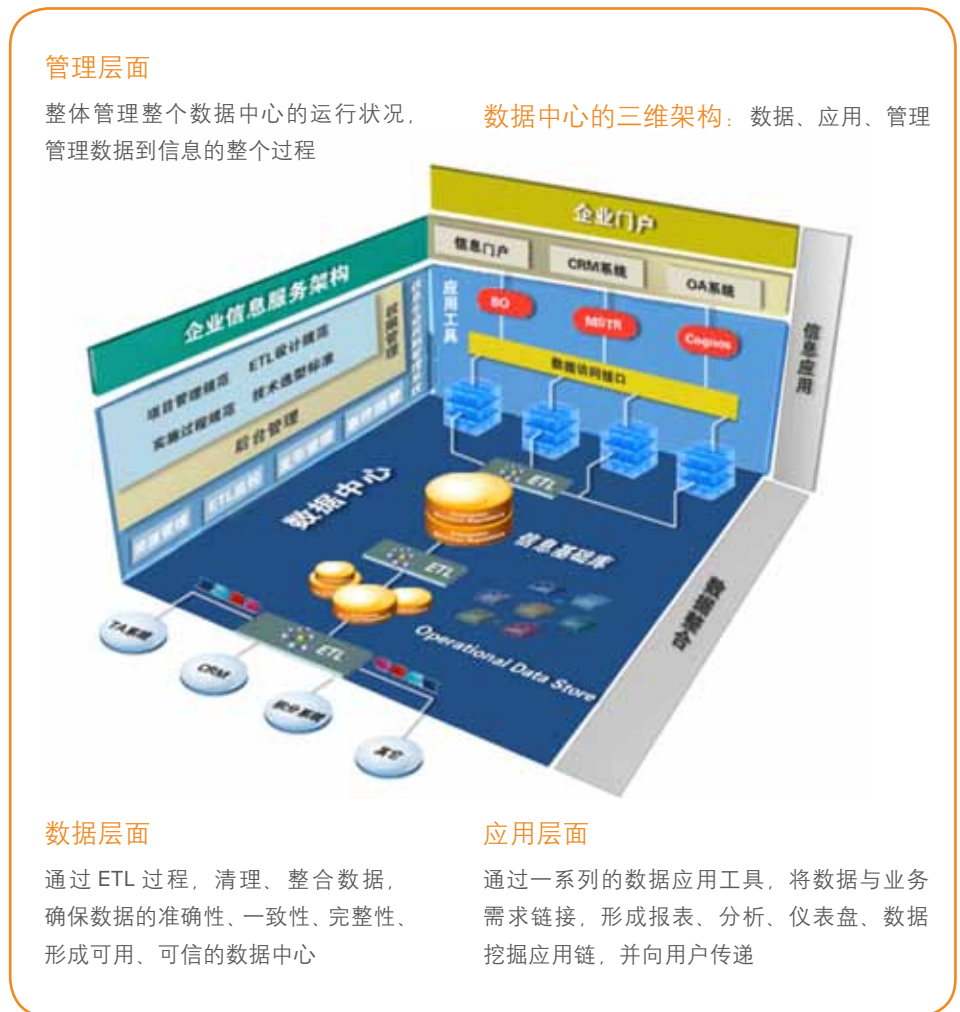 管理层面
整体管理整个数据中心的运行状况，
管理数据到信息的整个过程
数据中心的三维架构：数据、应用、管理
企业门户
信息门户
CRM系统
OA系统
企业信息服务架构
应用工具
BO
MSTR
Cognos
数据访问接口
权限管理
项目管理规范
ETL设计规范
实施过程规范
技术选型标准
后台管理
ETL监控
信息应用
数据中心
ETL
信息基础库
ETL
数据整合
Operational Data Store
ETL
TA系统
CRM
积分系统
其它
数据层面
通过 ETL 过程，清理、整合数据，
确保数据的准确性、一致性、完整性、
形成可用、可信的数据中心
应用层面
通过一系列的数据应用工具，将数据与业务
需求链接，形成报表、分析、仪表盘、数据
挖掘应用链，并向用户传递